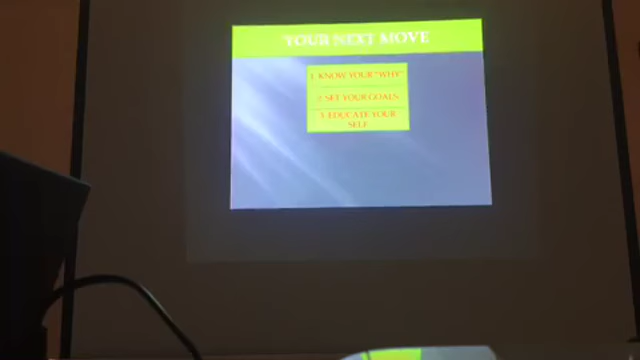 YOUR NEXT MOVE
1. KNOW YOUR "WHY"
2. SET YOUR GOALS
3. EDUCATE YOUR
SELF